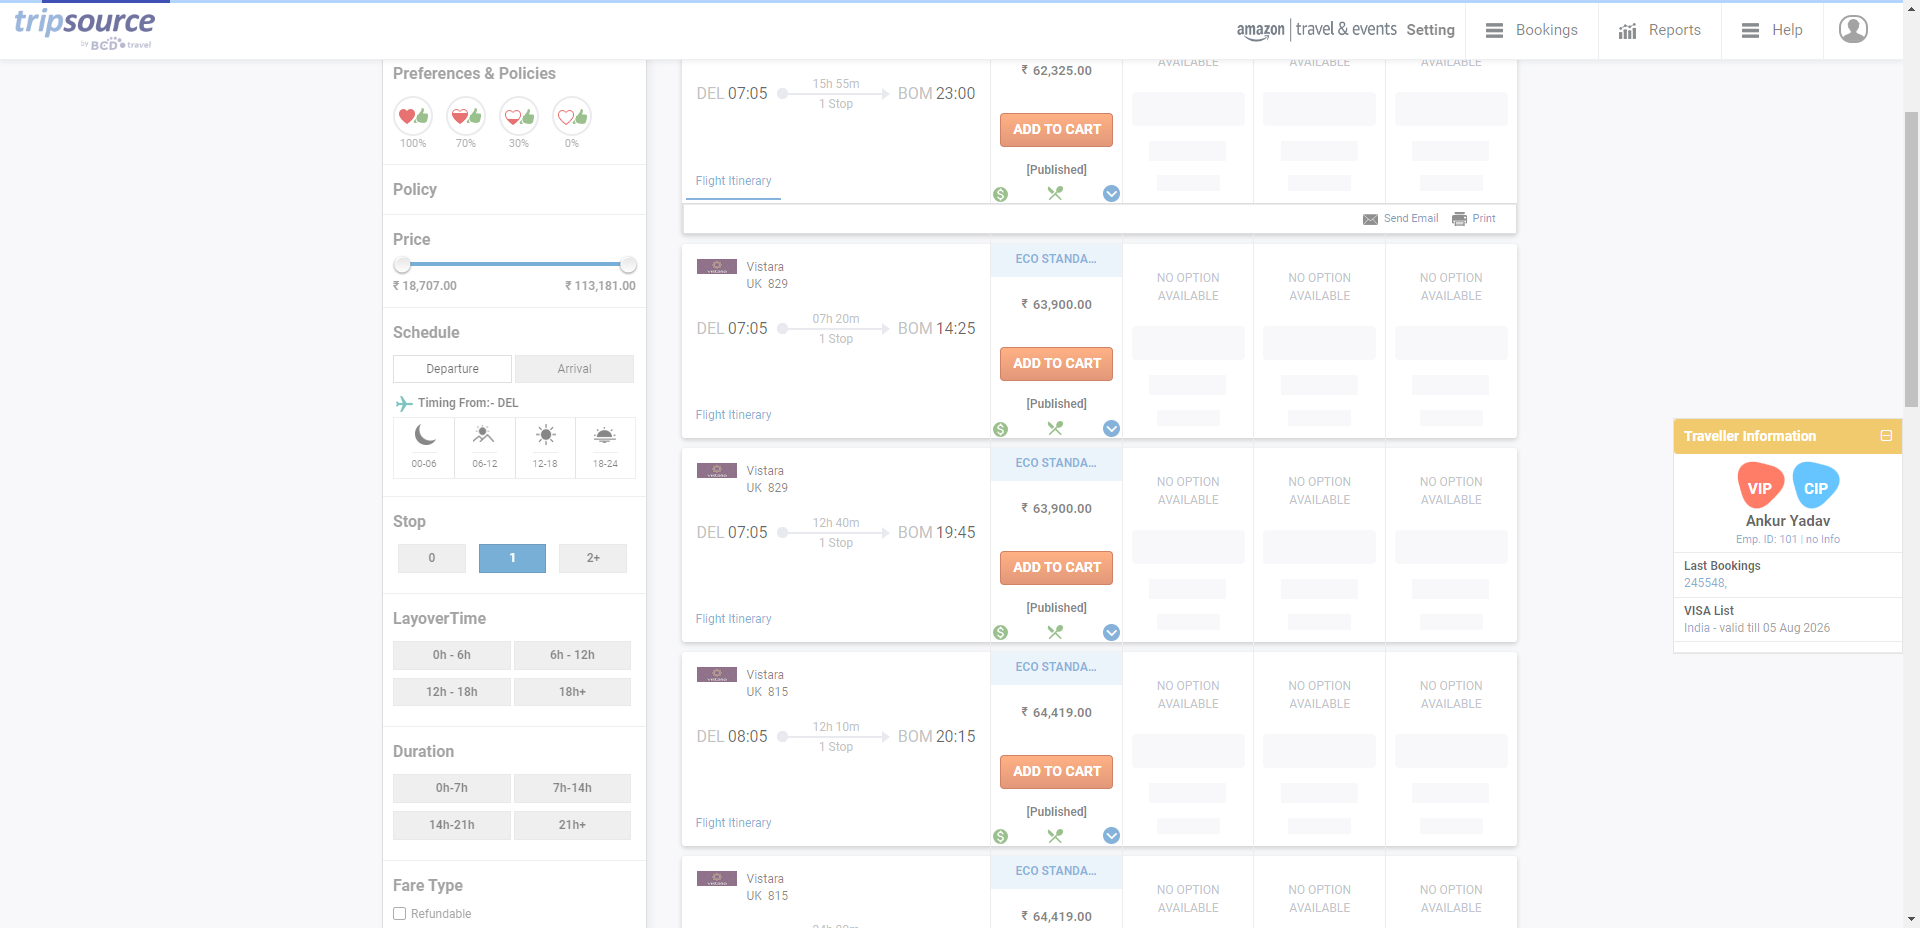 tripsource
by BCD travel
amazon travel & events Setting
Bookings
Reports
Help
Preferences & Policies
100% 70% 30% 0%
Policy
Price
₹ 18,707.00 ₹ 113,181.00
Schedule
Departure Arrival
Timing From:- DEL
00-06 06-12 12-18 18-24
Stop
0 1 2+
LayoverTime
0h - 6h 6h - 12h
12h - 18h 18h+
Duration
0h-7h 7h-14h
14h-21h 21h+
Fare Type
Refundable
AVAILABLE AVAILABLE AVAILABLE
₹ 62,325.00
15h 55m
DEL 07:05 BOM 23:00
1 Stop
ADD TO CART
[Published]
Flight Itinerary
Send Email Print
ECO STANDA...
Vistara
UK 829
NO OPTION NO OPTION NO OPTION
AVAILABLE AVAILABLE AVAILABLE
₹ 63,900.00
07h 20m
DEL 07:05 BOM 14:25
1 Stop
ADD TO CART
[Published]
Flight Itinerary
ECO STANDA...
Vistara
UK 829
NO OPTION NO OPTION NO OPTION
AVAILABLE AVAILABLE AVAILABLE
₹ 63,900.00
12h 40m
DEL 07:05 BOM 19:45
1 Stop
ADD TO CART
[Published]
Flight Itinerary
ECO STANDA...
Vistara
UK 815
NO OPTION NO OPTION NO OPTION
AVAILABLE AVAILABLE AVAILABLE
₹ 64,419.00
12h 10m
DEL 08:05 BOM 20:15
1 Stop
ADD TO CART
[Published]
Flight Itinerary
ECO STANDA...
Vistara
UK 815
NO OPTION NO OPTION NO OPTION
AVAILABLE AVAILABLE AVAILABLE
₹ 64,419.00
Traveller Information
VIP CIP
Ankur Yadav
Emp. ID: 101 | no Info
Last Bookings
245548,
VISA List
India - valid till 05 Aug 2026